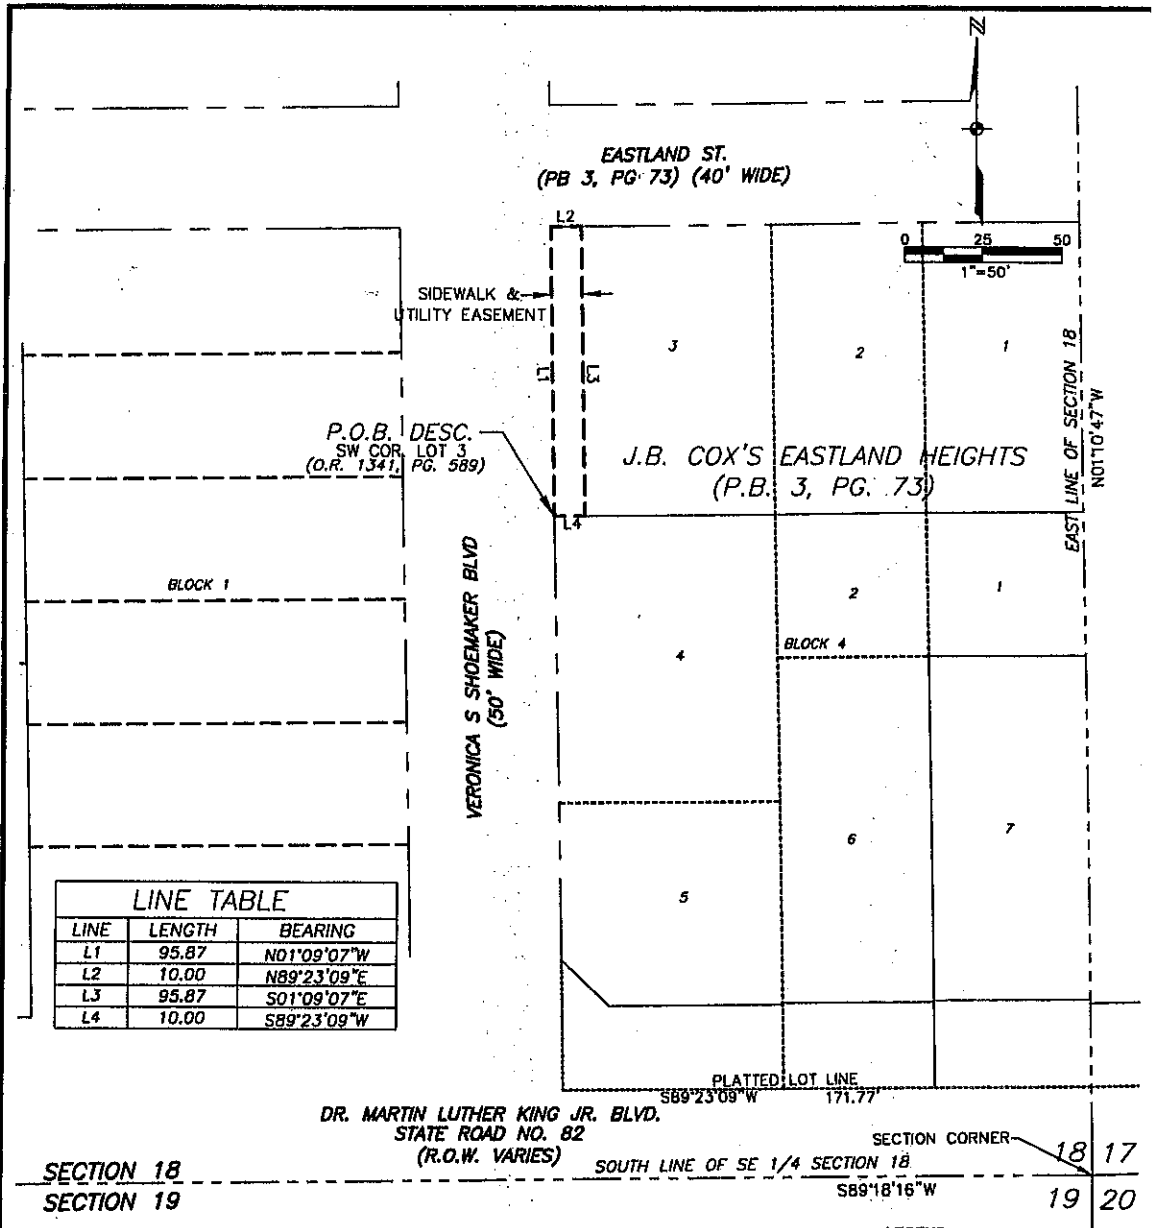 N
EASTLAND ST.
(PB 3, PG 73) (40' WIDE)
L2
0 25 50
1"=50'
SIDEWALK &
UTILITY EASEMENT
3
2
1
L1
L3
EAST LINE OF SECTION 18
N01°10'47"W
P.O.B. DESC.
SW COR. LOT 3
(O.R. 1341, PG. 589)
J.B. COX'S EASTLAND HEIGHTS
(P.B. 3, PG. 73)
L4
VERONICA S SHOEMAKER BLVD
(50' WIDE)
BLOCK 1
2
1
4
BLOCK 4
6
7
5
LINE TABLE
LINE LENGTH BEARING
L1 95.87 N01°09'07"W
L2 10.00 N89°23'09"E
L3 95.87 S01°09'07"E
L4 10.00 S89°23'09"W
PLATTED LOT LINE
S89°23'09"W 171.77'
DR. MARTIN LUTHER KING JR. BLVD.
STATE ROAD NO. 82
(R.O.W. VARIES)
SECTION CORNER
18 17
SECTION 18
SOUTH LINE OF SE 1/4 SECTION 18
S89°18'16"W
SECTION 19
19 20